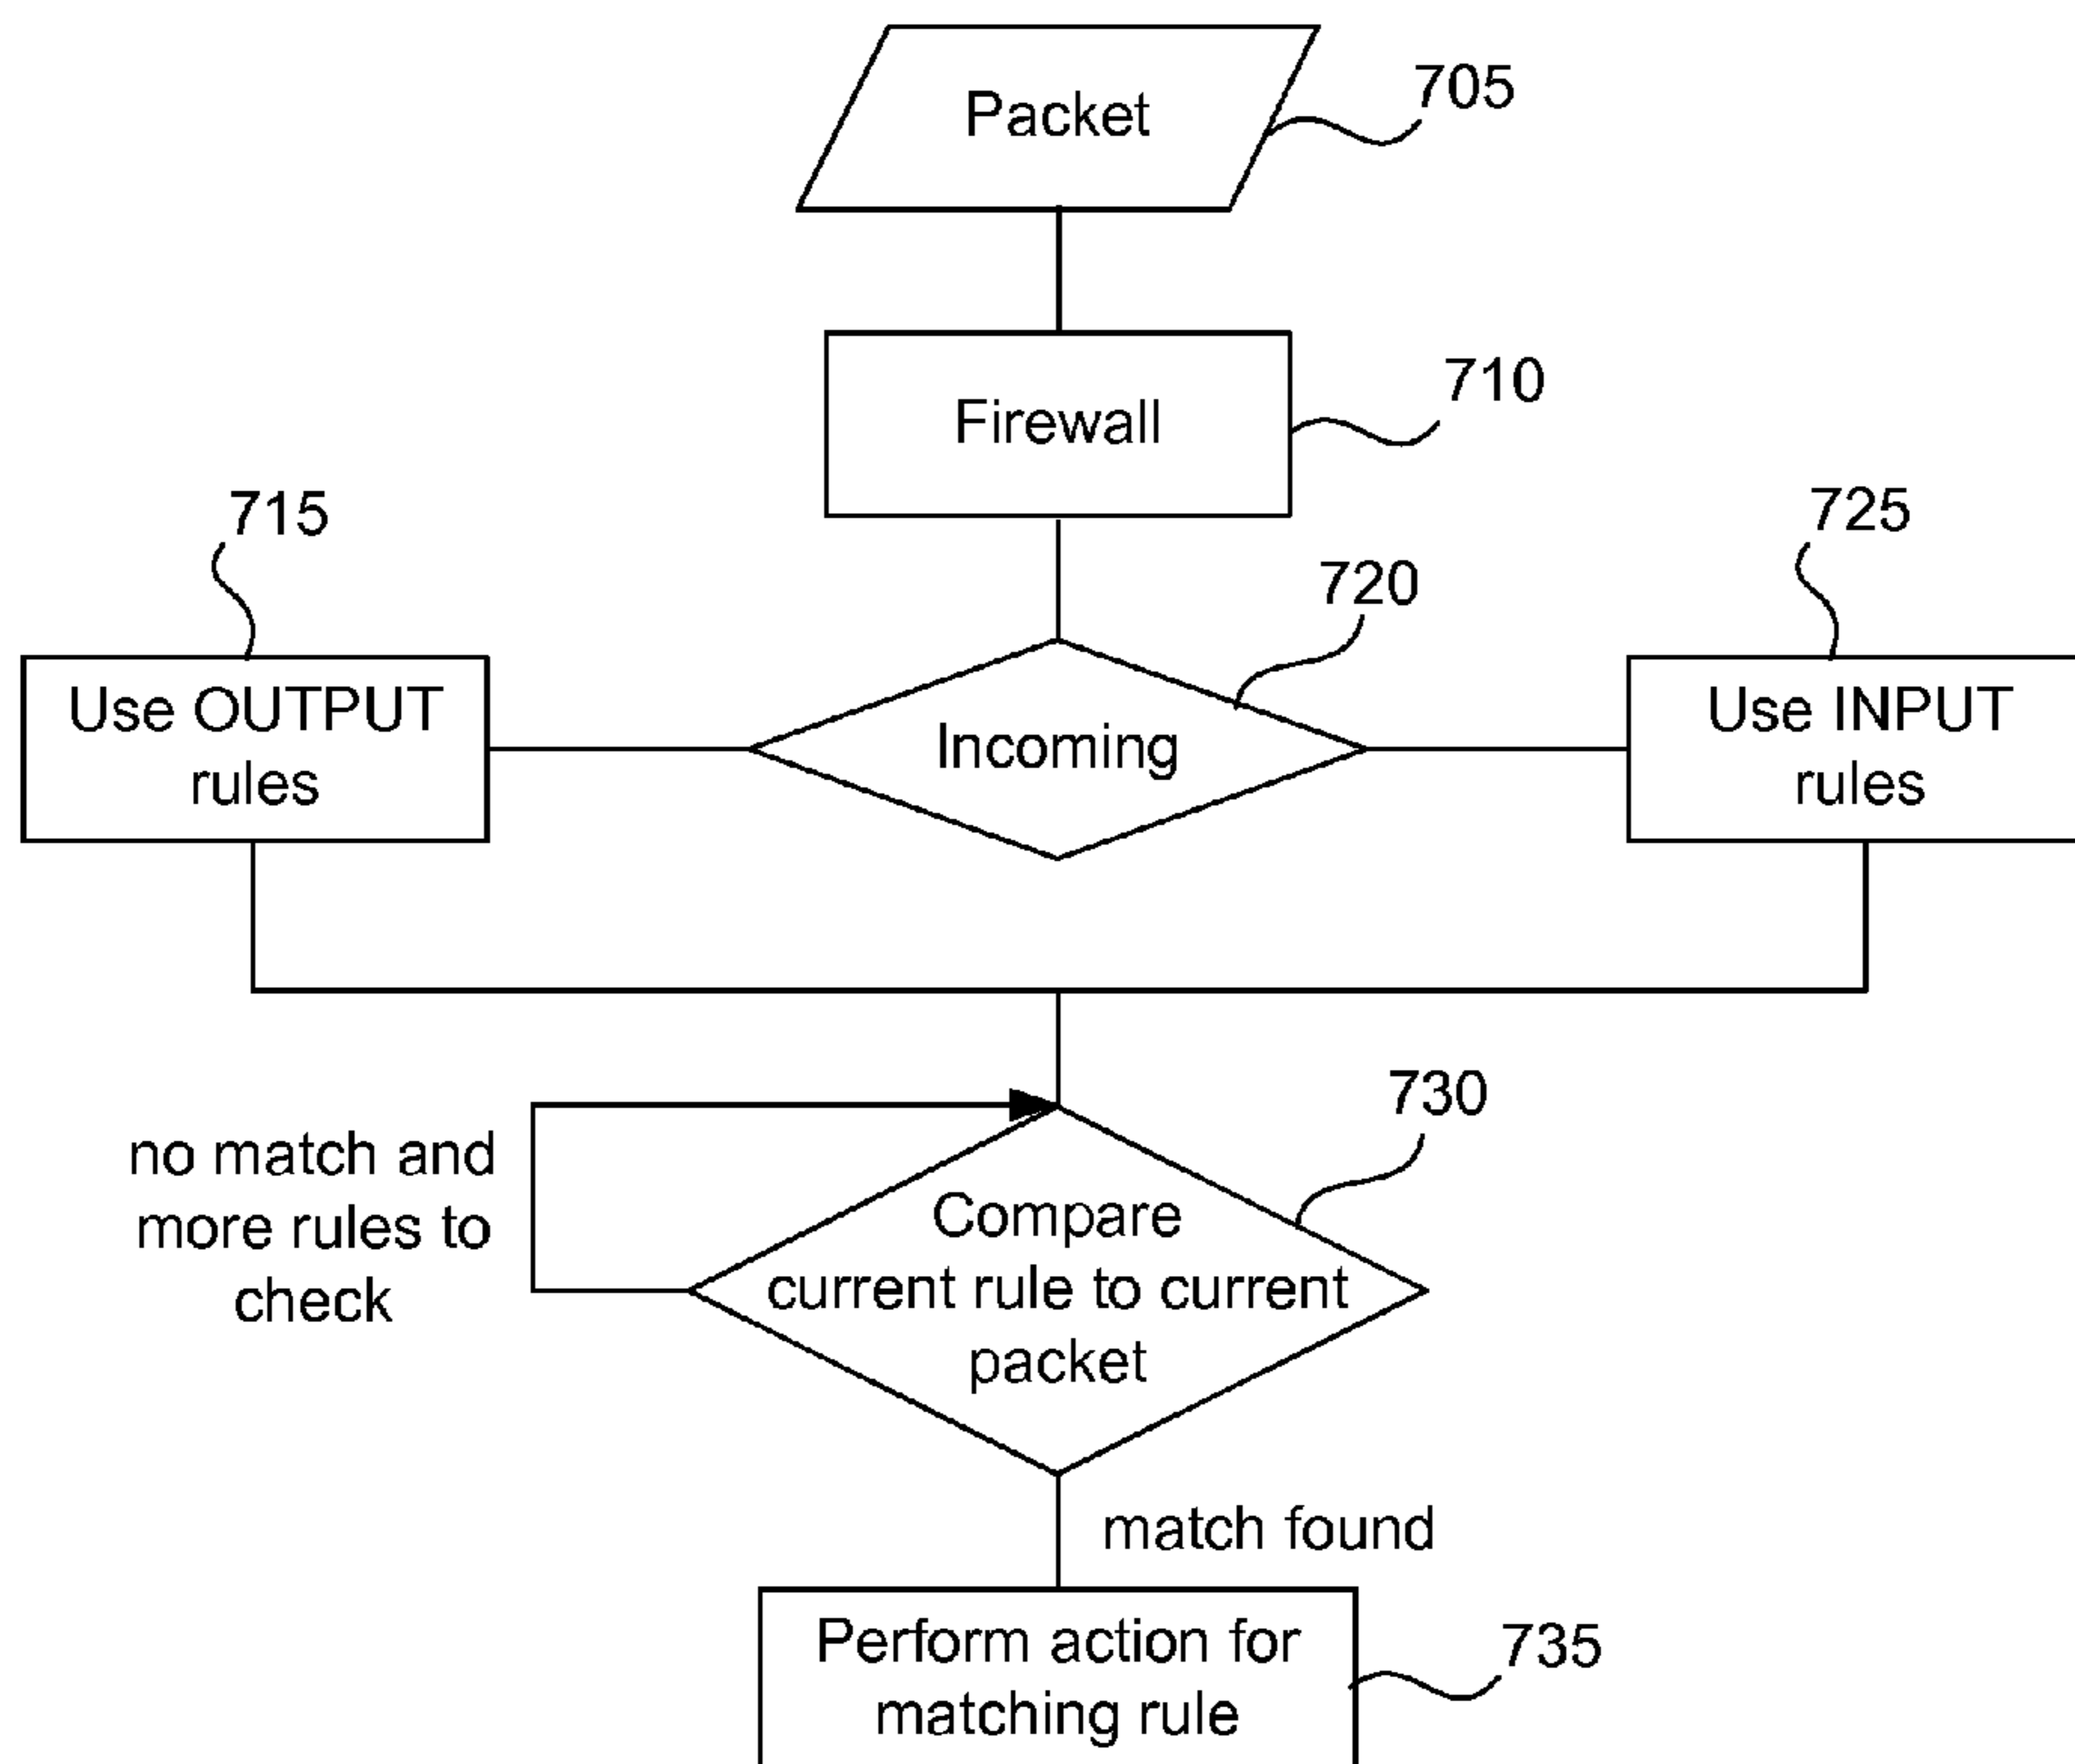 Packet
705
Firewall
710
715
725
720
Use OUTPUT
rules
Incoming
Use INPUT
rules
730
no match and
more rules to
check
Compare
current rule to current
packet
match found
Perform action for
matching rule
735